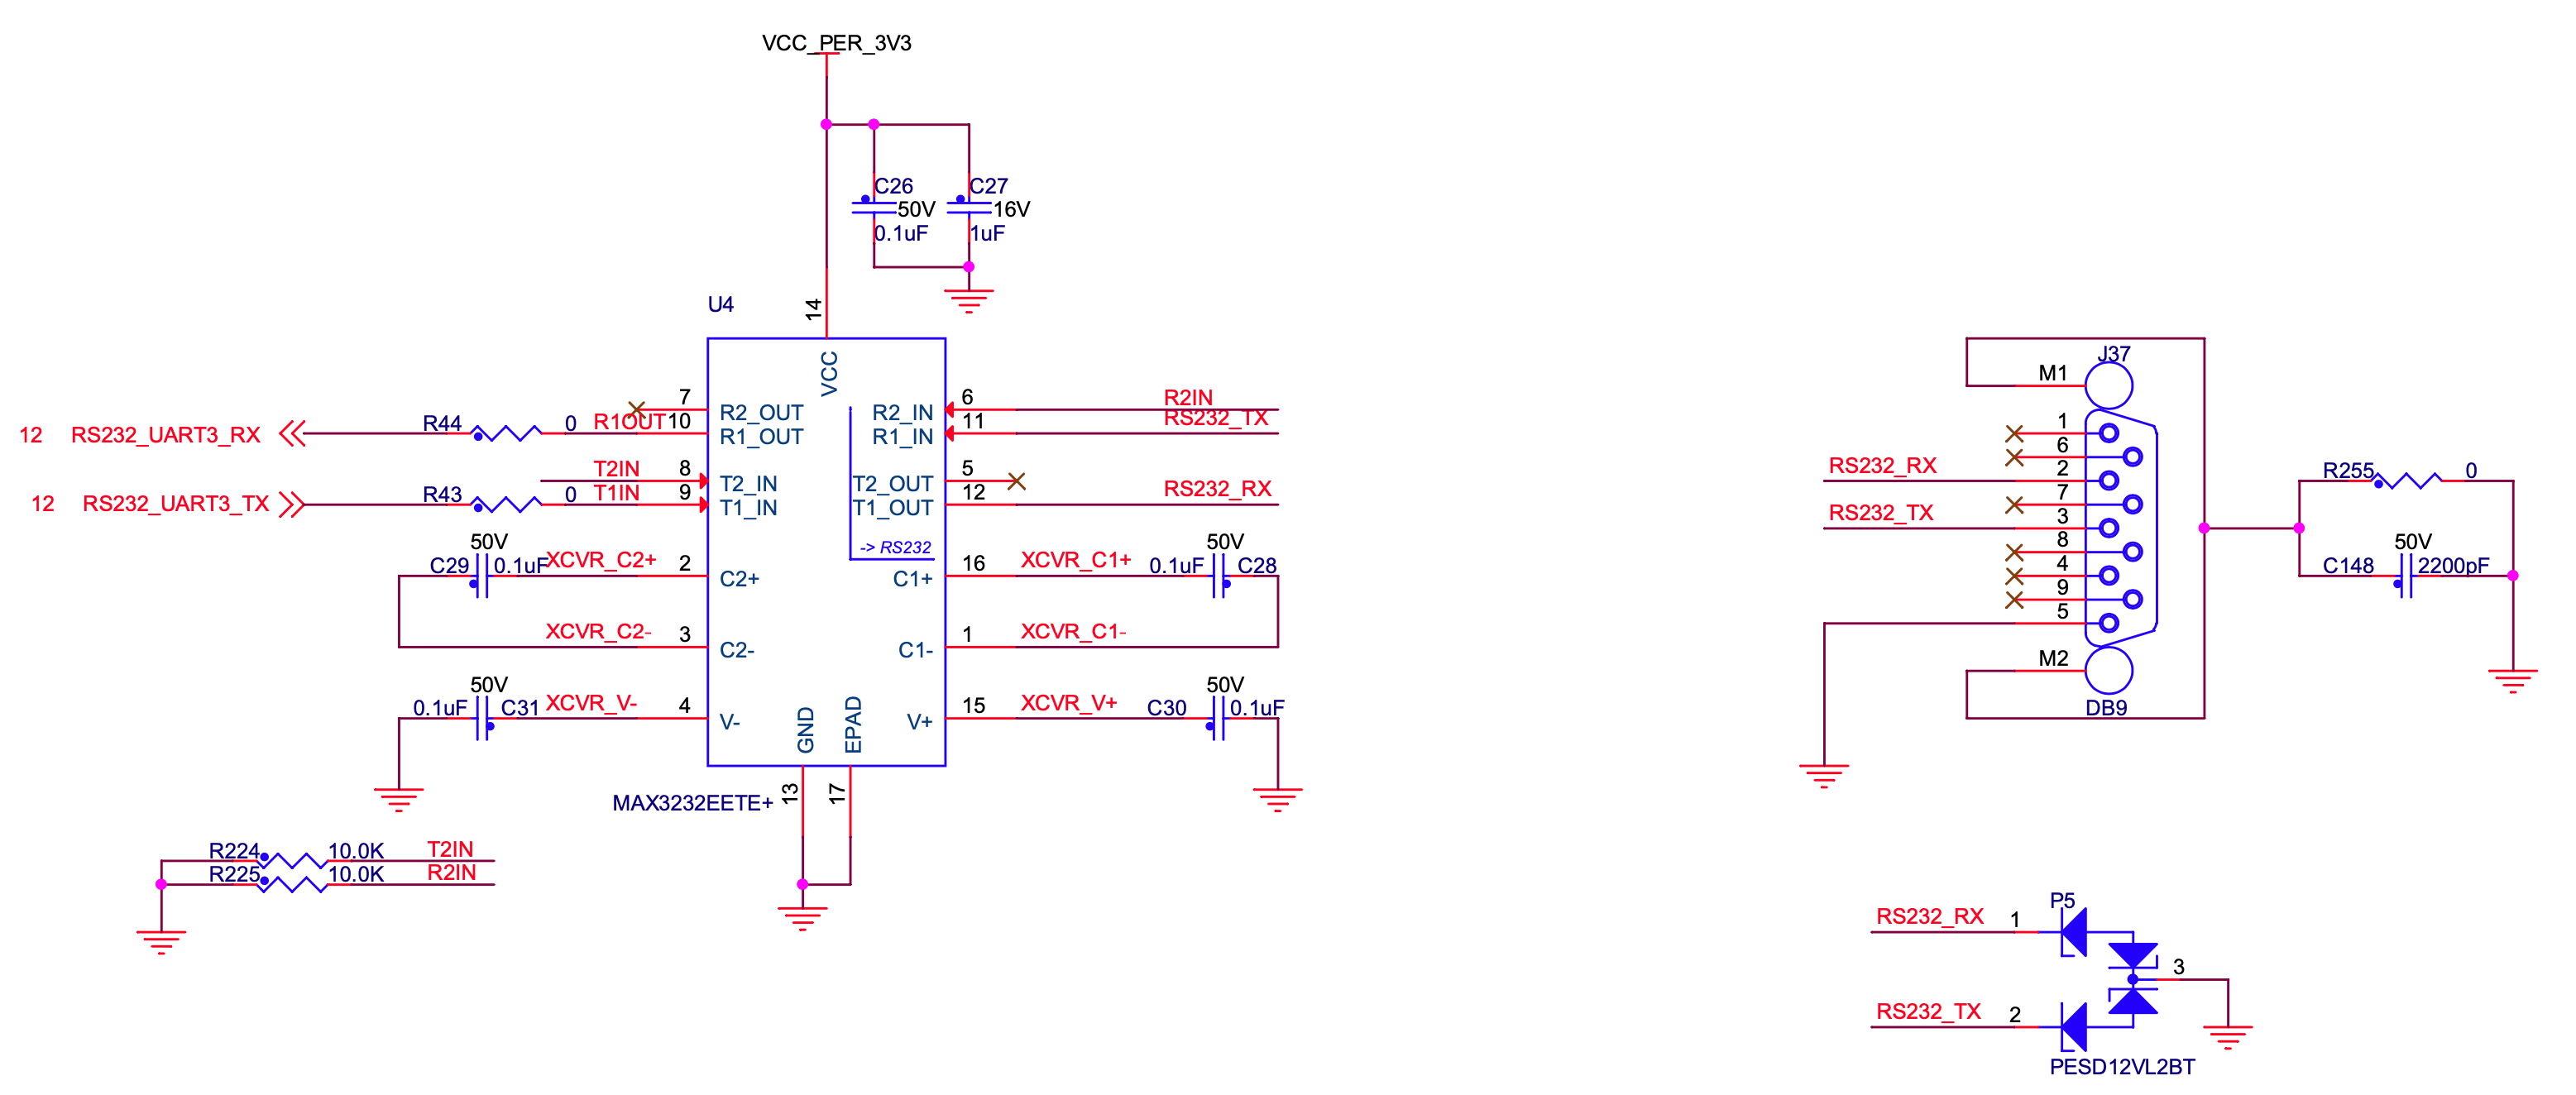 VCC_PER_3V3
C26
50V
0.1uF
C27
16V
1uF
U4
14
VCC
7
R2_OUT
R1OUT
10
R1_OUT
12
RS232_UART3_RX
R44
0
T2IN
8
T2_IN
T1IN
9
T1_IN
12
RS232_UART3_TX
R43
0
R2_IN
6
R2IN
R1_IN
11
RS232_TX
T2_OUT
5
T1_OUT
12
RS232_RX
-> RS232
50V
C29
0.1uF
XCVR_C2+
2
C2+
XCVR_C2-
3
C2-
C1+
16
XCVR_C1+
50V
0.1uF
C28
C1-
1
XCVR_C1-
50V
0.1uF
C31
XCVR_V-
4
V-
V+
15
XCVR_V+
50V
C30
0.1uF
GND
EPAD
13
17
MAX3232EETE+
R224
10.0K
T2IN
R225
10.0K
R2IN
J37
M1
1
6
RS232_RX
2
7
RS232_TX
3
8
4
9
5
M2
DB9
R255
0
50V
C148
2200pF
P5
RS232_RX
1
3
RS232_TX
2
PESD12VL2BT